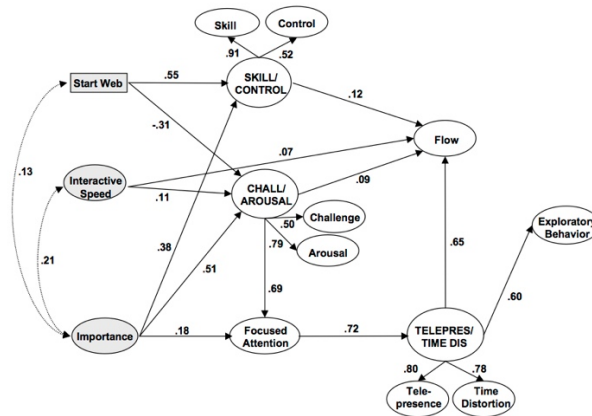 Skill
Control
.91
.52
Start Web
.55
SKILL/
CONTROL
.12
-.31
Flow
.07
.13
Interactive
Speed
.11
CHALL/
AROUSAL
.09
.50
Challenge
.79
Arousal
Exploratory
Behavior
.21
.38
.51
.65
.69
.60
Importance
.18
Focused
Attention
.72
TELEPRES/
TIME DIS
.80
.78
Tele-
presence
Time
Distortion